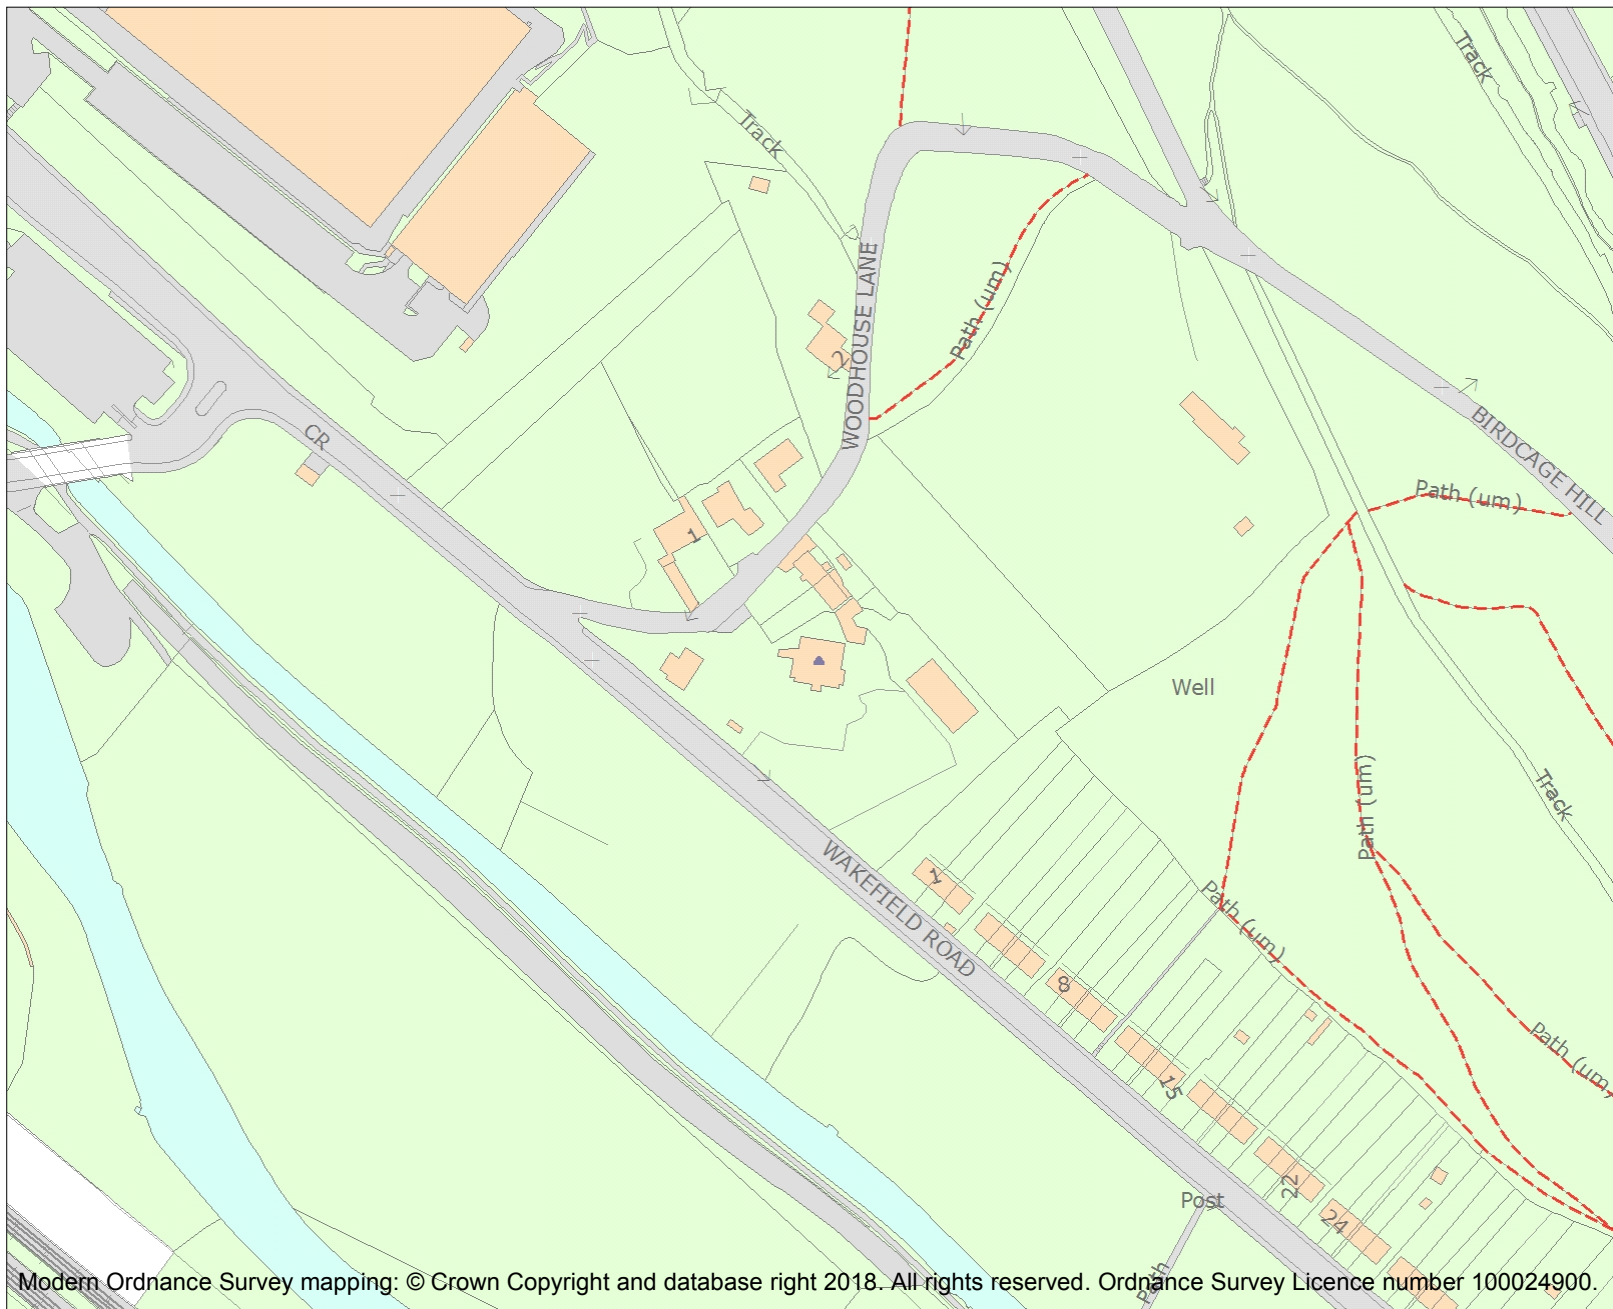 Track
Track
WOODHOUSE LANE
Path (um)
2
BIRDCAGE HILL
CR
Path (um)
1
Well
Track
Path (um)
WAKEFIELD ROAD
1
Path (um)
8
Path (um)
15
22
Post
24
Path
Modern Ordnance Survey mapping: © Crown Copyright and database right 2018. All rights reserved. Ordnance Survey Licence number 100024900.